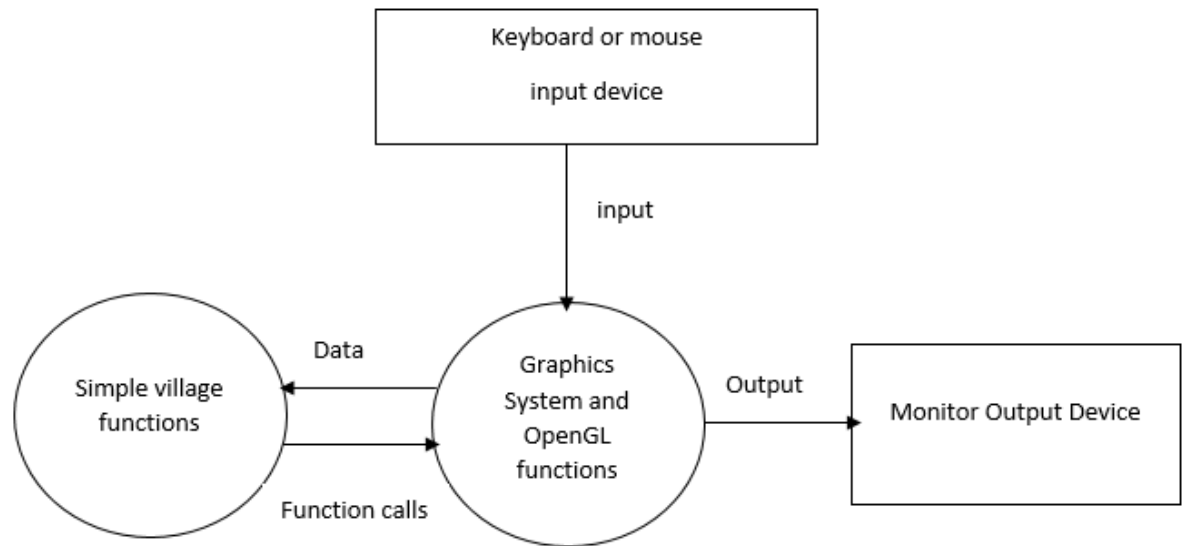 Keyboard or mouse
input device
input
Data
Simple village
functions
Function calls
Graphics
System and
OpenGL
functions
Output
Monitor Output Device